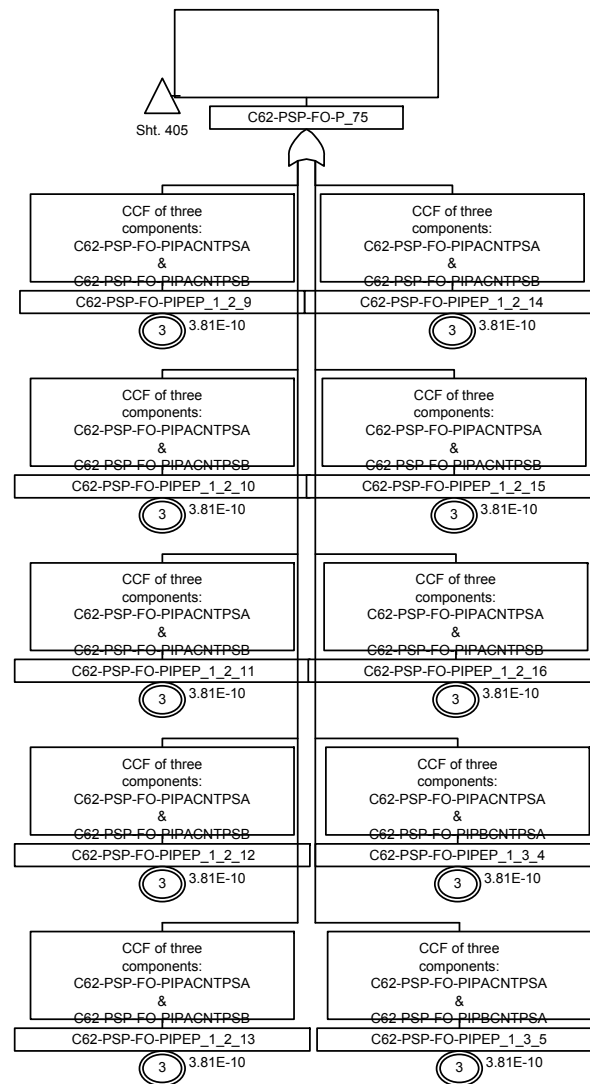 Sht. 405
C62-PSP-FO-P_75
CCF of three
components:
C62-PSP-FO-PIPACNTPSA
&
C62-PSP-FO-PIPACNTPSB
C62-PSP-FO-PIPEP_1_2_9
3
3.81E-10
CCF of three
components:
C62-PSP-FO-PIPACNTPSA
&
C62-PSP-FO-PIPACNTPSB
C62-PSP-FO-PIPEP_1_2_14
3
3.81E-10
CCF of three
components:
C62-PSP-FO-PIPACNTPSA
&
C62-PSP-FO-PIPACNTPSB
C62-PSP-FO-PIPEP_1_2_10
3
3.81E-10
CCF of three
components:
C62-PSP-FO-PIPACNTPSA
&
C62-PSP-FO-PIPACNTPSB
C62-PSP-FO-PIPEP_1_2_15
3
3.81E-10
CCF of three
components:
C62-PSP-FO-PIPACNTPSA
&
C62-PSP-FO-PIPACNTPSB
C62-PSP-FO-PIPEP_1_2_11
3
3.81E-10
CCF of three
components:
C62-PSP-FO-PIPACNTPSA
&
C62-PSP-FO-PIPACNTPSB
C62-PSP-FO-PIPEP_1_2_16
3
3.81E-10
CCF of three
components:
C62-PSP-FO-PIPACNTPSA
&
C62-PSP-FO-PIPACNTPSB
C62-PSP-FO-PIPEP_1_2_12
3
3.81E-10
CCF of three
components:
C62-PSP-FO-PIPACNTPSA
&
C62-PSP-FO-PIPBCNTPSA
C62-PSP-FO-PIPEP_1_3_4
3
3.81E-10
CCF of three
components:
C62-PSP-FO-PIPACNTPSA
&
C62-PSP-FO-PIPACNTPSB
C62-PSP-FO-PIPEP_1_2_13
3
3.81E-10
CCF of three
components:
C62-PSP-FO-PIPACNTPSA
&
C62-PSP-FO-PIPBCNTPSA
C62-PSP-FO-PIPEP_1_3_5
3
3.81E-10